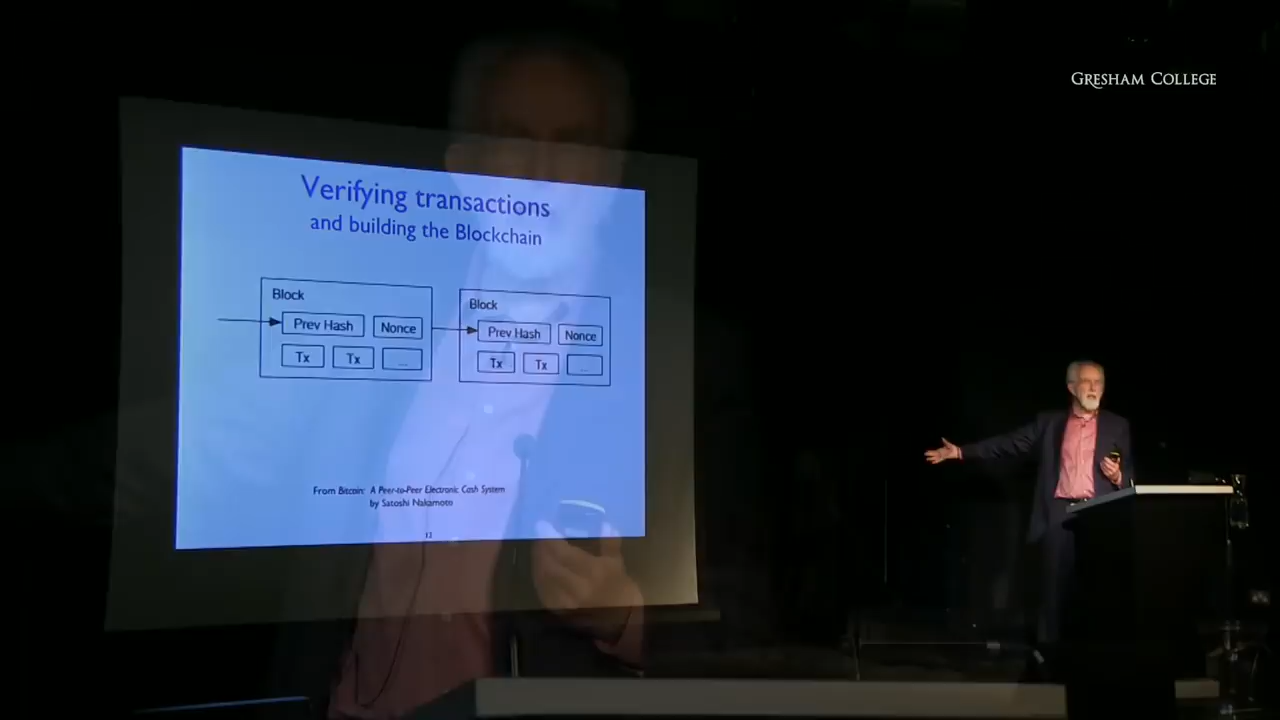 GRESHAM COLLEGE
Verifying transactions
and building the Blockchain
Block
Prev Hash Nonce
Tx Tx ...
Block
Prev Hash Nonce
Tx Tx ...
From Bitcoin: A Peer-to-Peer Electronic Cash System
by Satoshi Nakamoto
12